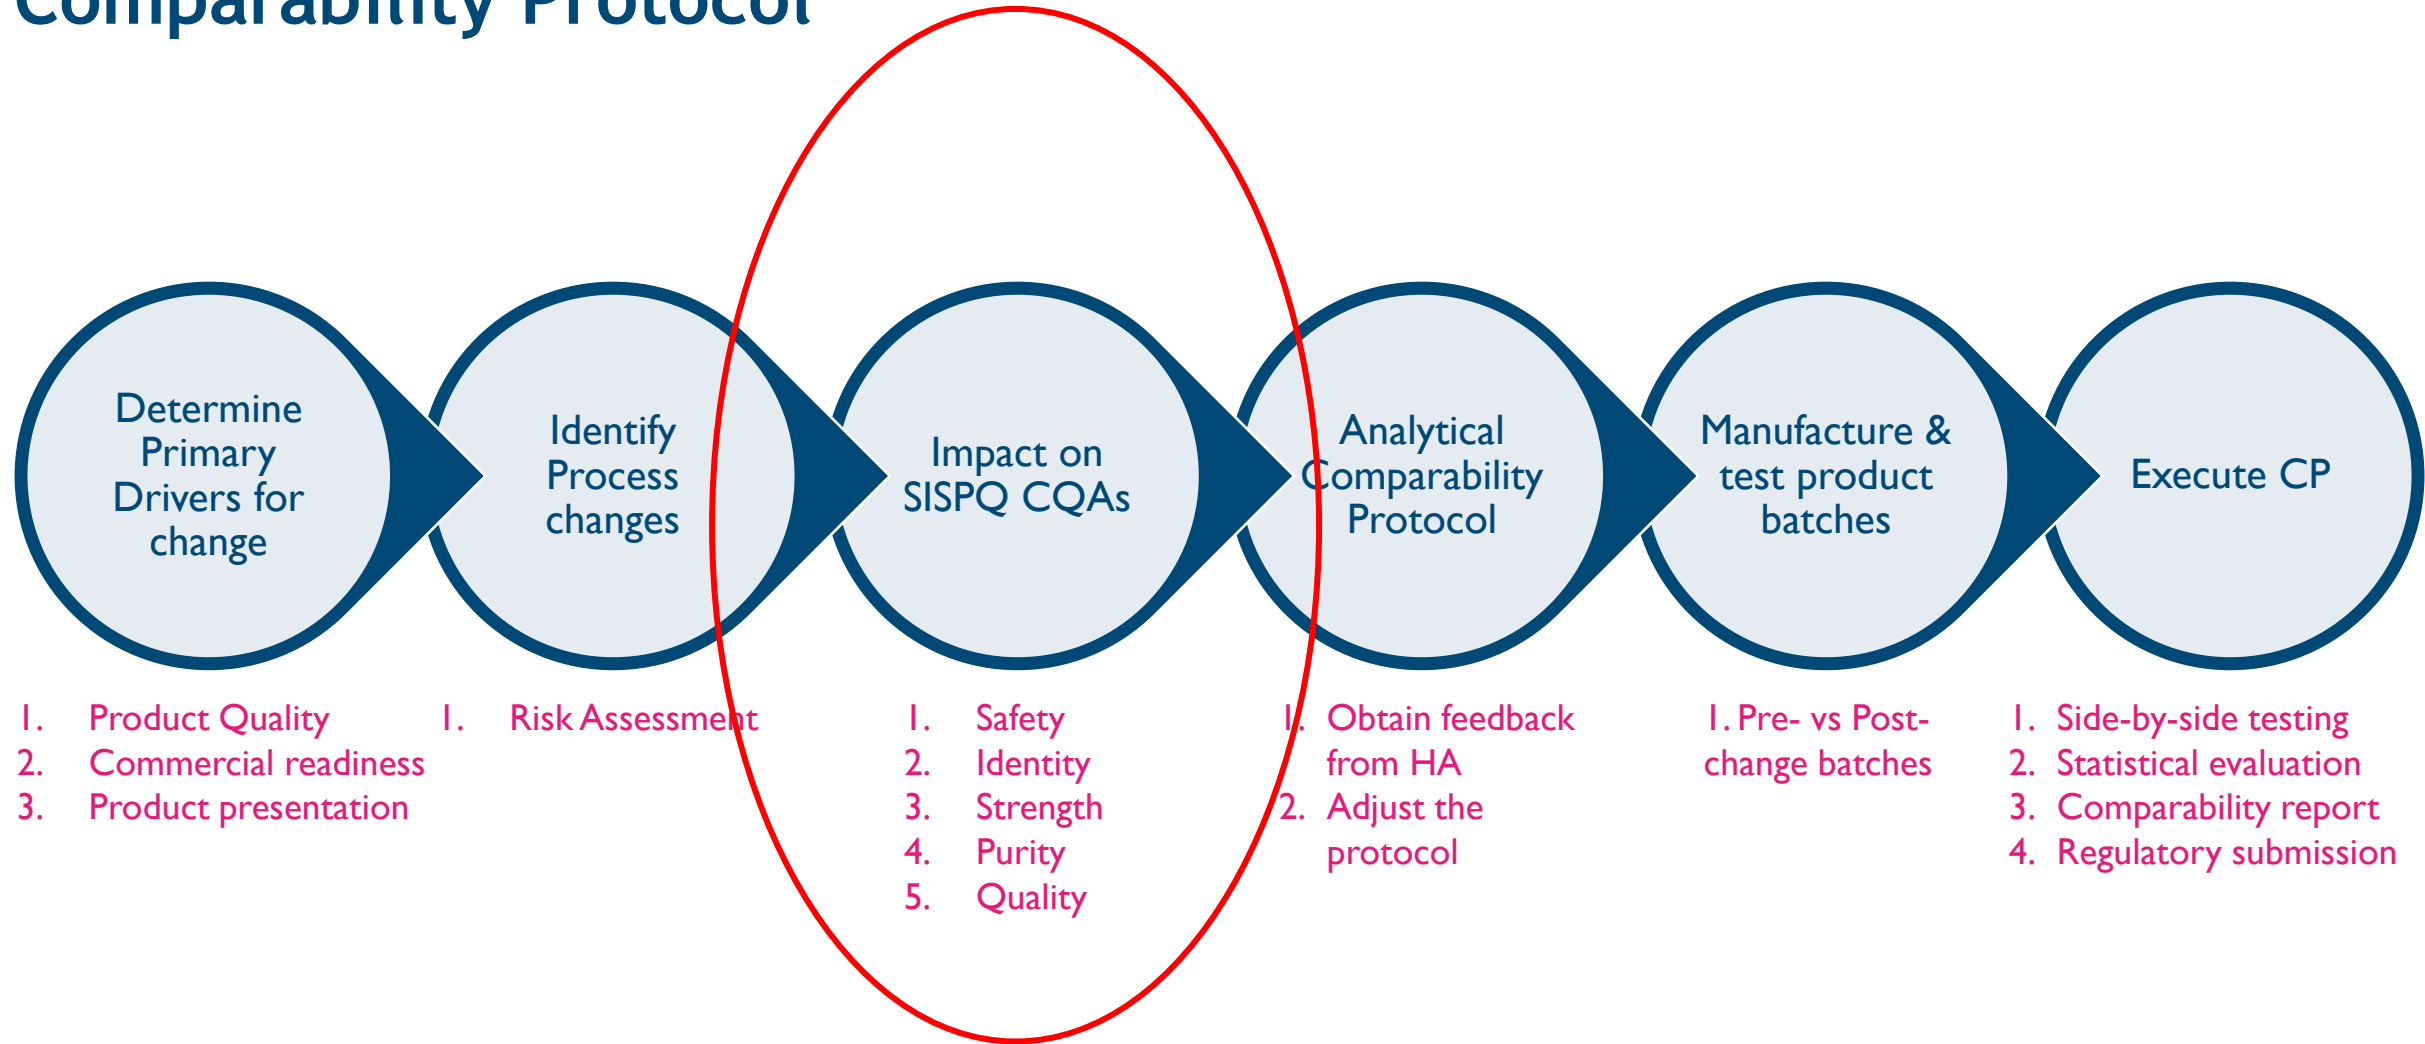 Comparability Protocol
Determine
Primary
Drivers for
change
Identify
Process
changes
Impact on
SISPQ CQAs
Analytical
Comparability
Protocol
Manufacture &
test product
batches
Execute CP
1. Product Quality
2. Commercial readiness
3. Product presentation
1. Risk Assessment
1. Safety
2. Identity
3. Strength
4. Purity
5. Quality
1. Obtain feedback
from HA
2. Adjust the
protocol
1. Pre- vs Post-
change batches
1. Side-by-side testing
2. Statistical evaluation
3. Comparability report
4. Regulatory submission